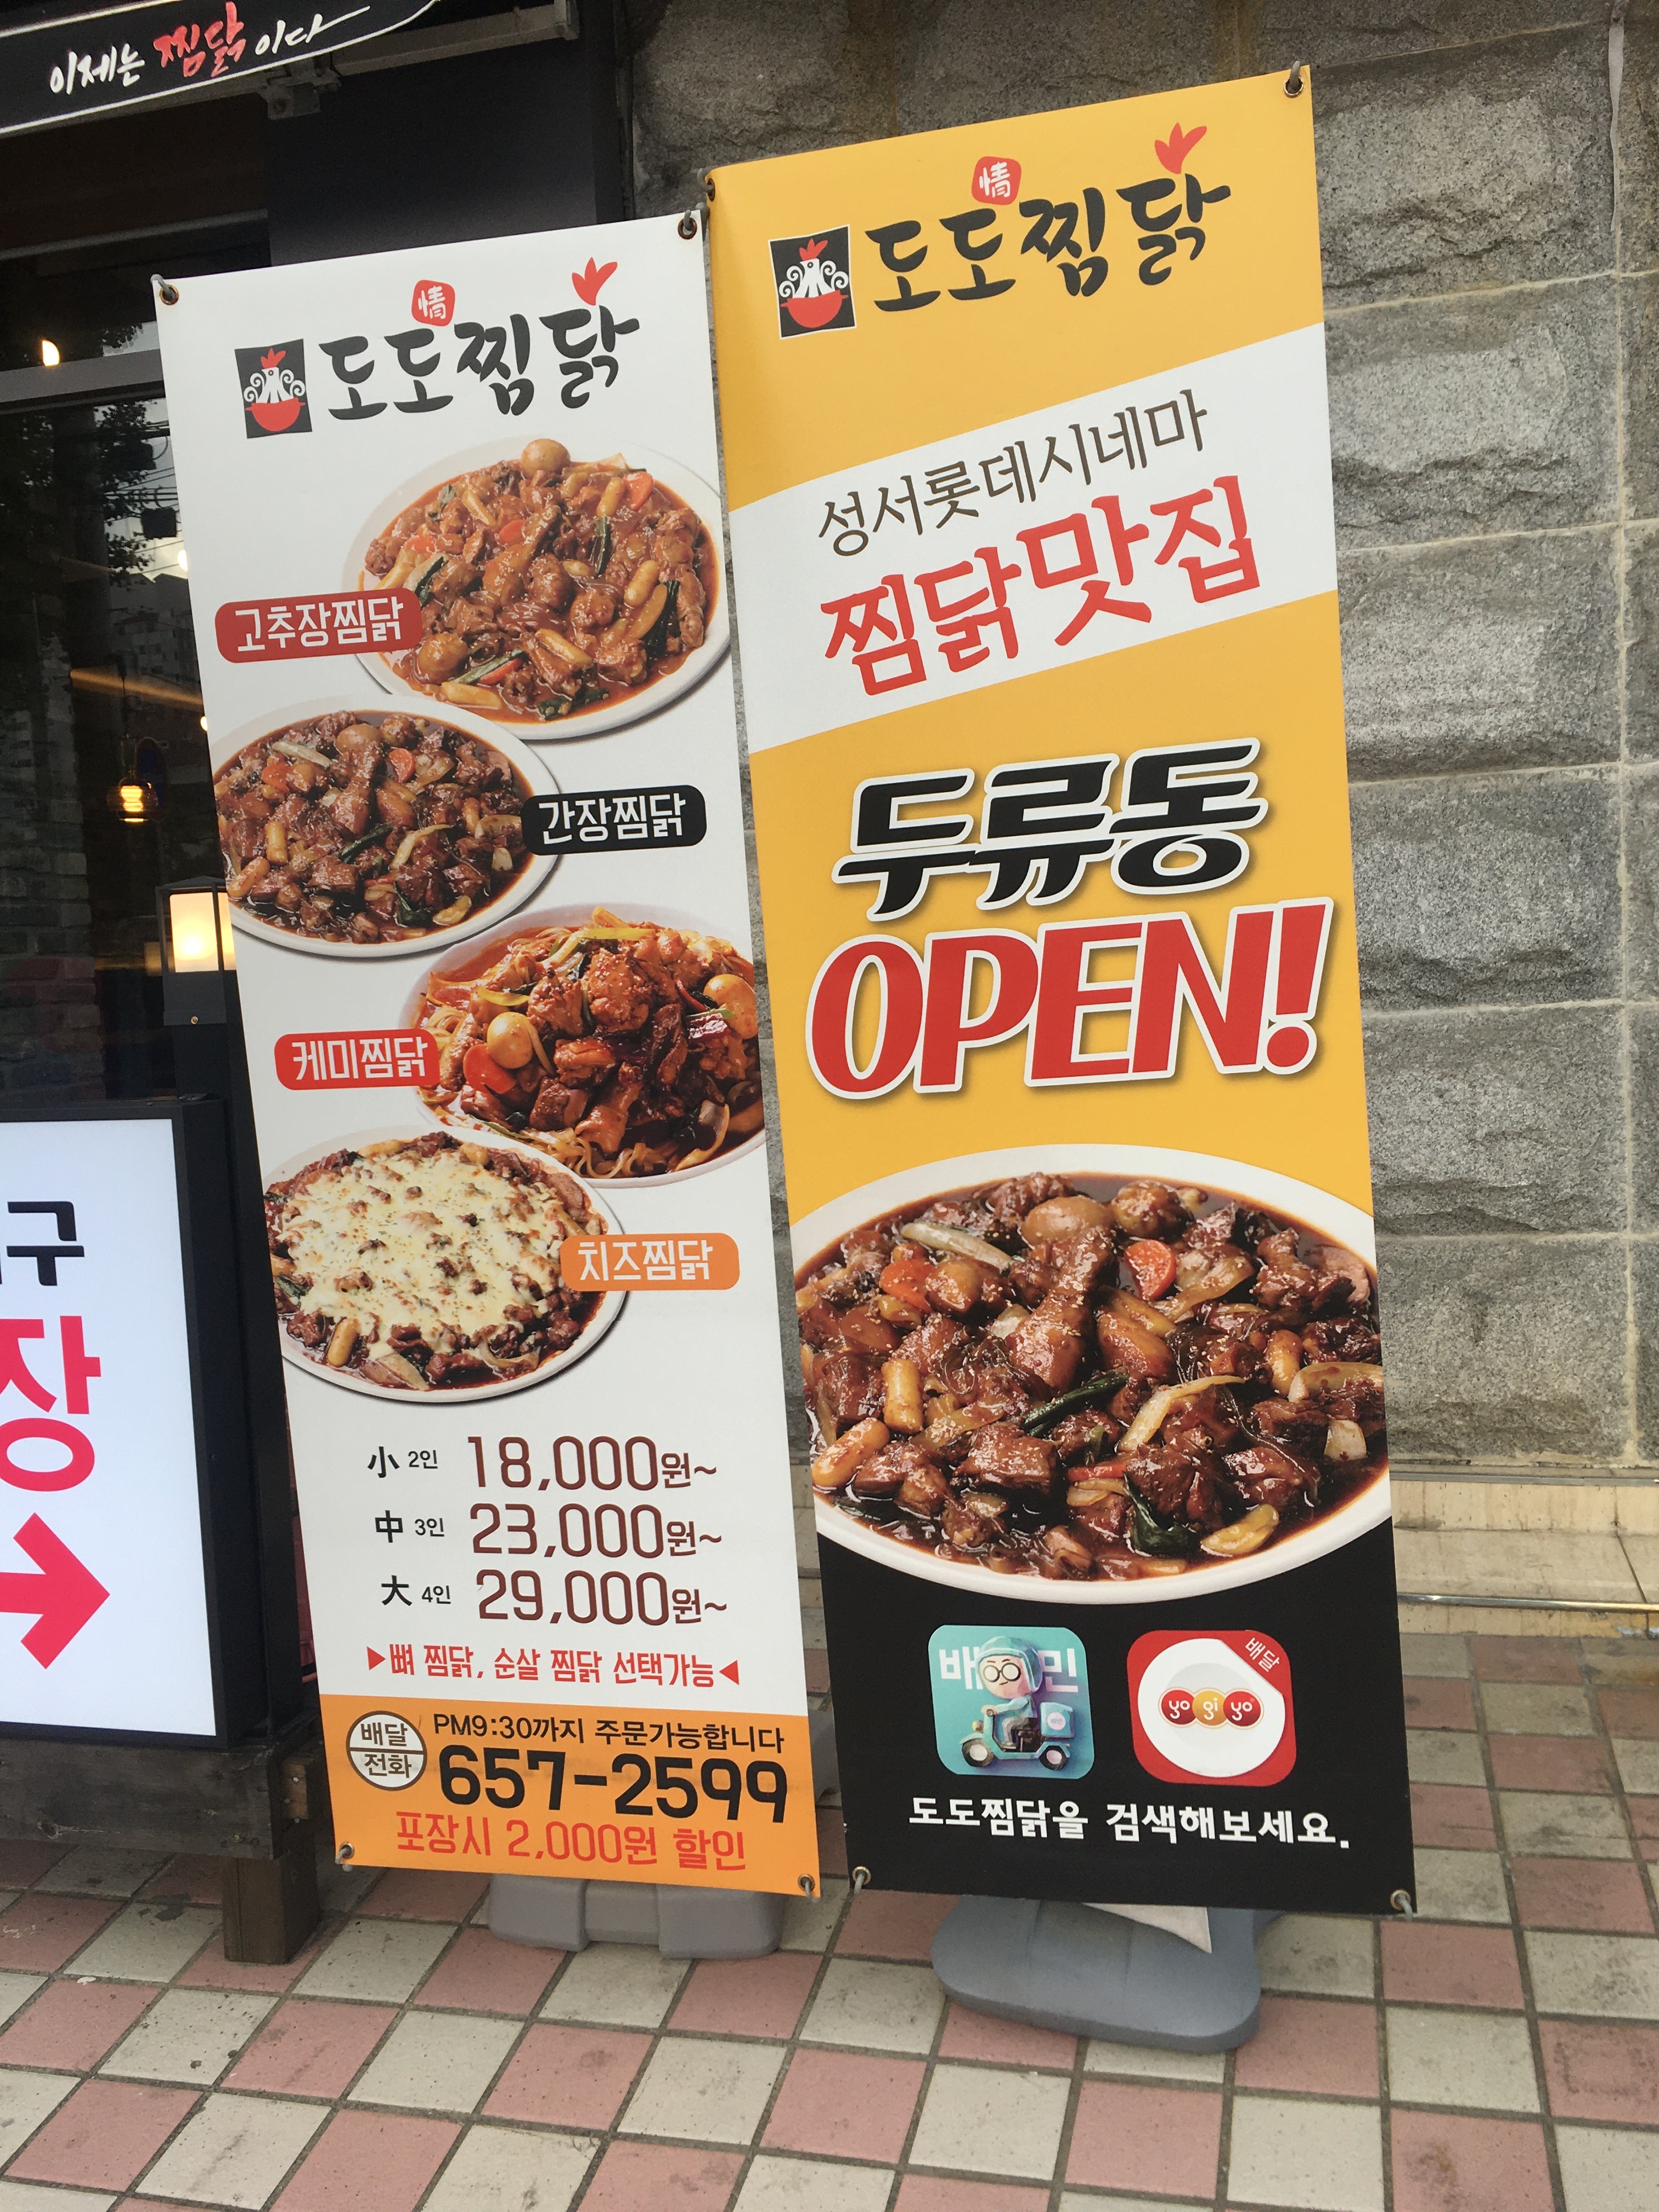 이제는 찜닭이다
情
도도찜닭
고추장찜닭
간장찜닭
케미찜닭
치즈찜닭
小 2인 18,000원~
中 3인 23,000원~
大 4인 29,000원~
▶뼈 찜닭, 순살 찜닭 선택가능◀
배달
전화
PM9:30까지 주문가능합니다
657-2599
포장시 2,000원 할인
情
도도찜닭
성서롯데시네마
찜닭맛집
두류동
OPEN!
배 민
배달
yo gi yo
도도찜닭을 검색해보세요.
구
장